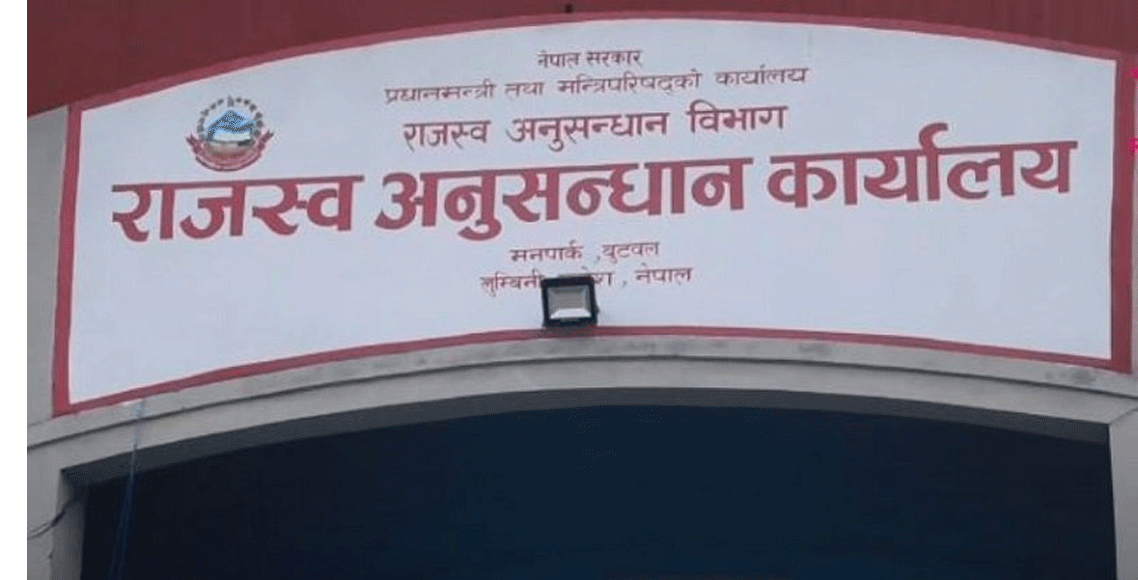 नेपाल सरकार
प्रधानमन्त्री तथा मन्त्रिपरिषद्को कार्यालय
राजस्व अनुसन्धान विभाग
राजस्व अनुसन्धान कार्यालय
मनपार्क ,बुटवल
लुम्बिनी , नेपाल